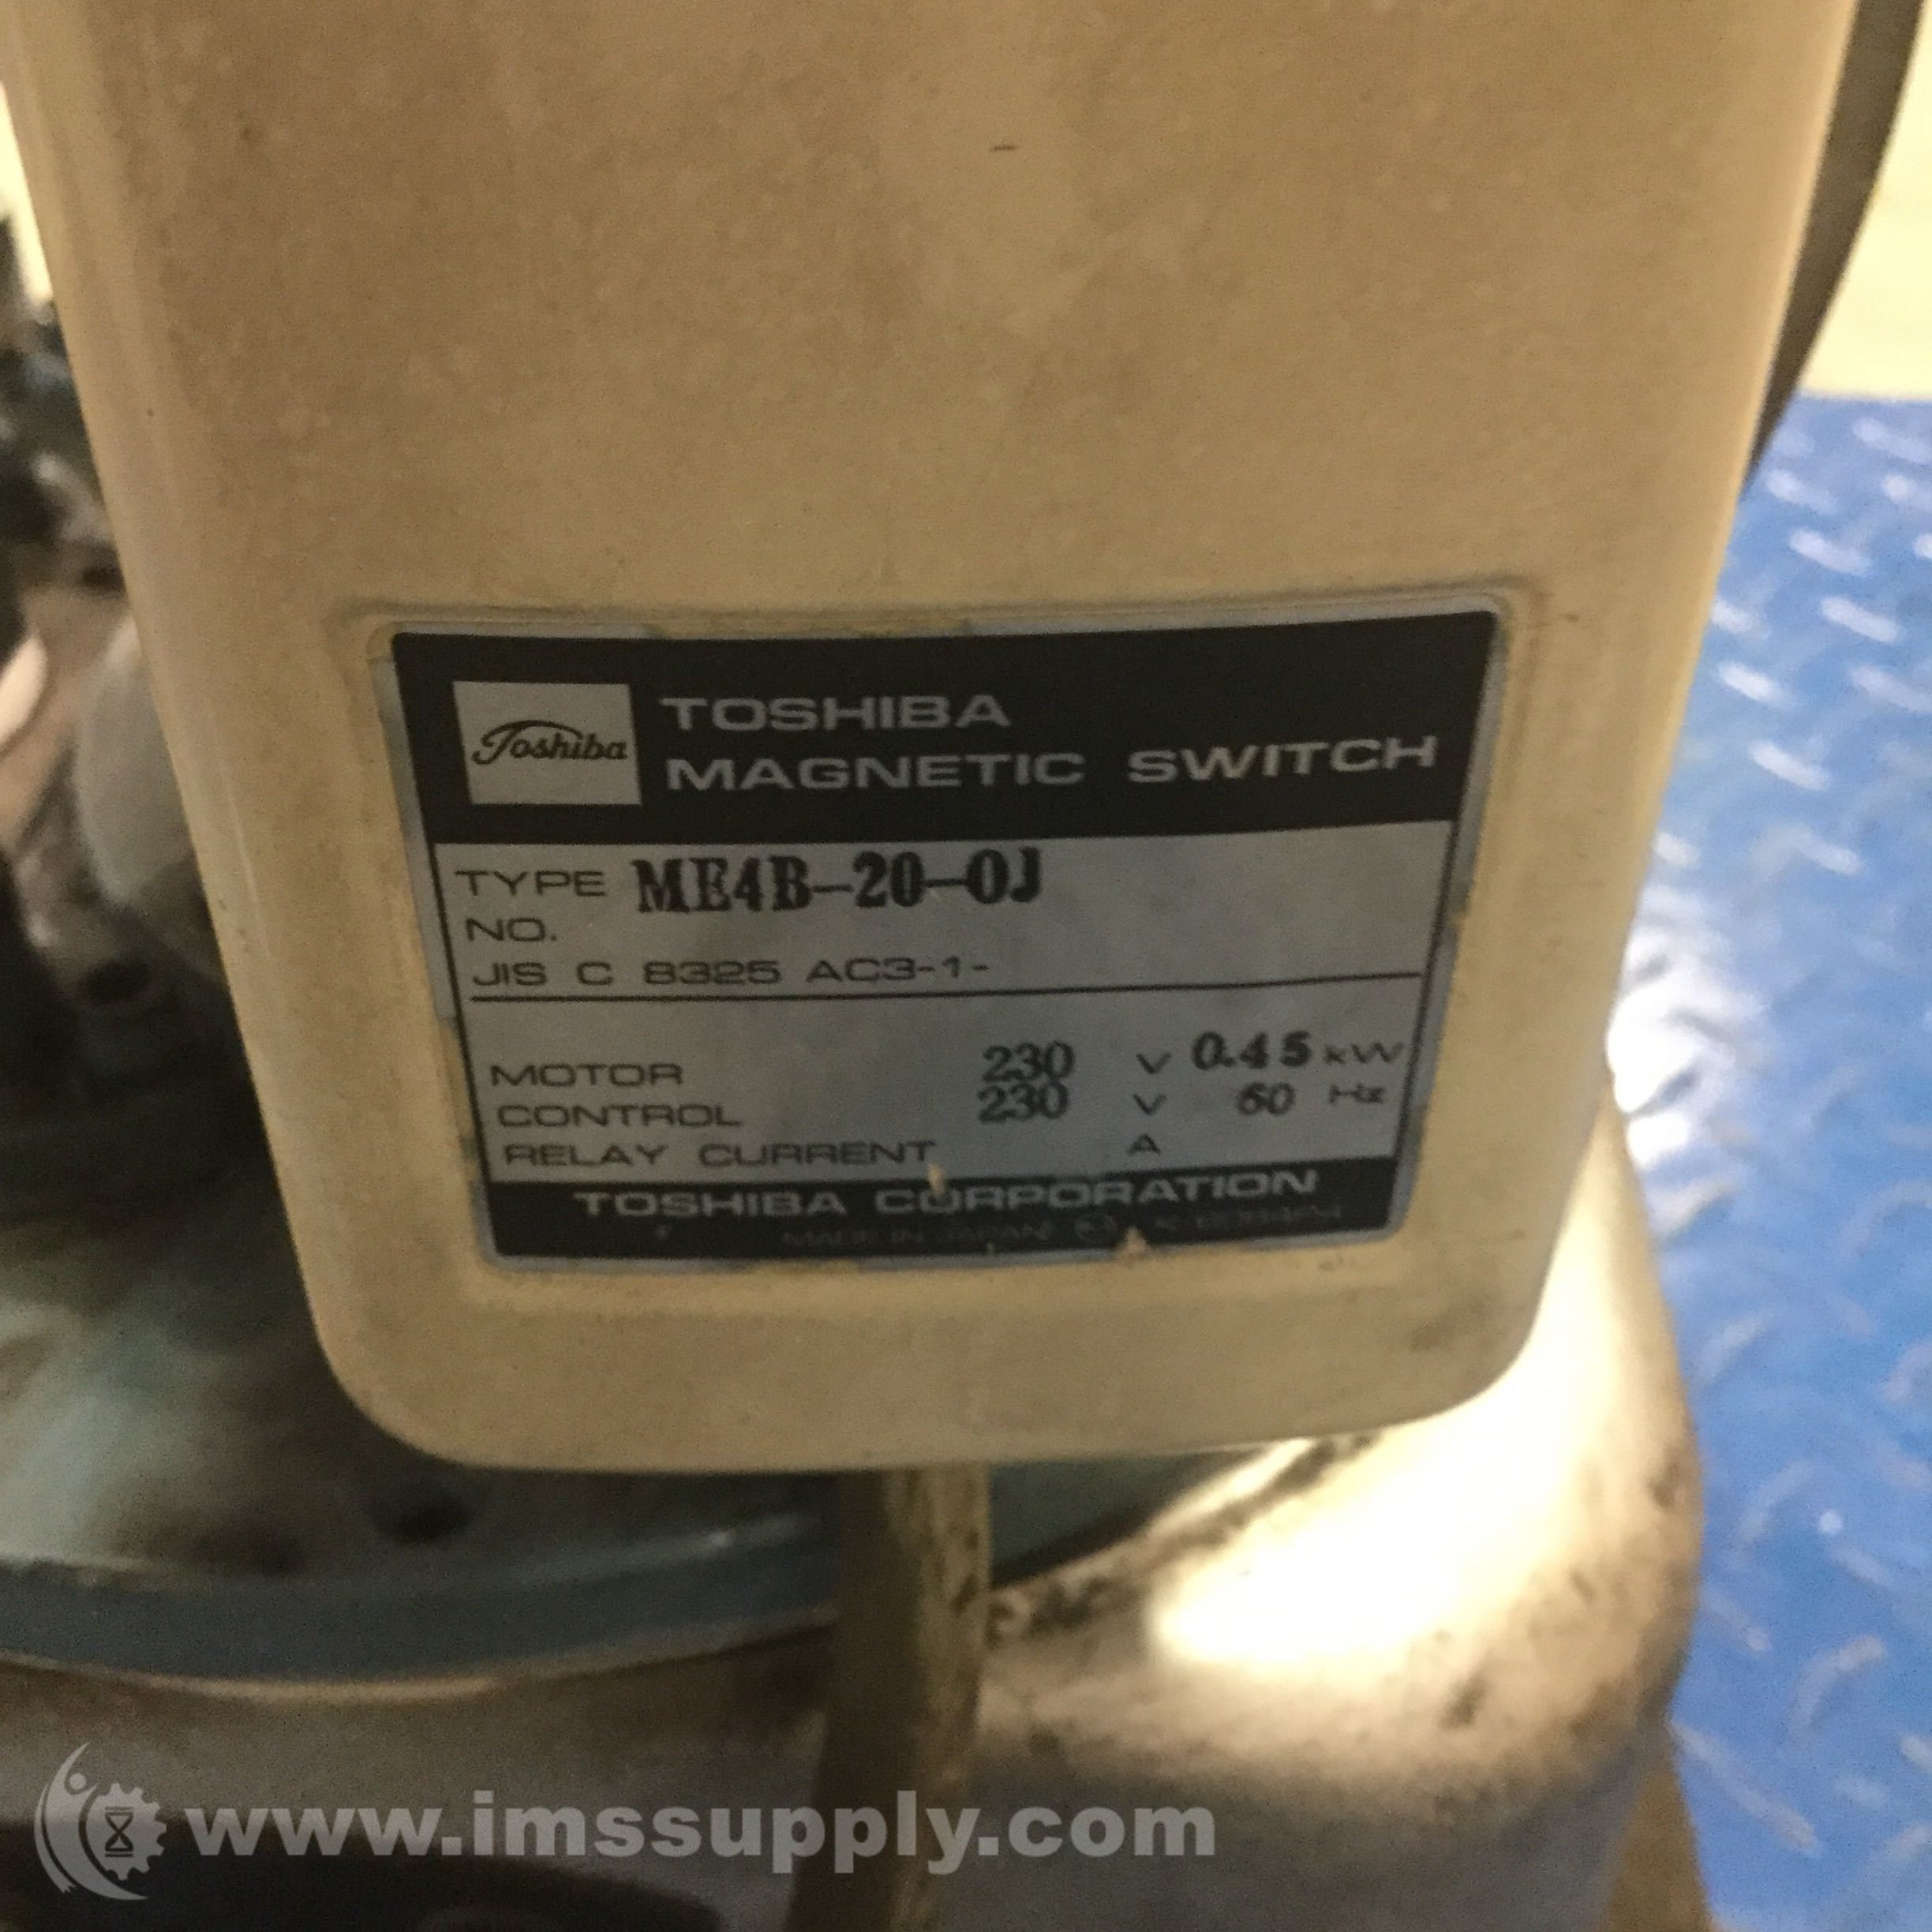 Toshiba
TOSHIBA
MAGNETIC SWITCH
TYPE ME4B-20-0J
NO.
JIS C 8325 AC3-1-
MOTOR 230 V 0.45 kW
CONTROL 230 V 60 Hz
RELAY CURRENT A
TOSHIBA CORPORATION
MADE IN JAPAN
www.imssupply.com